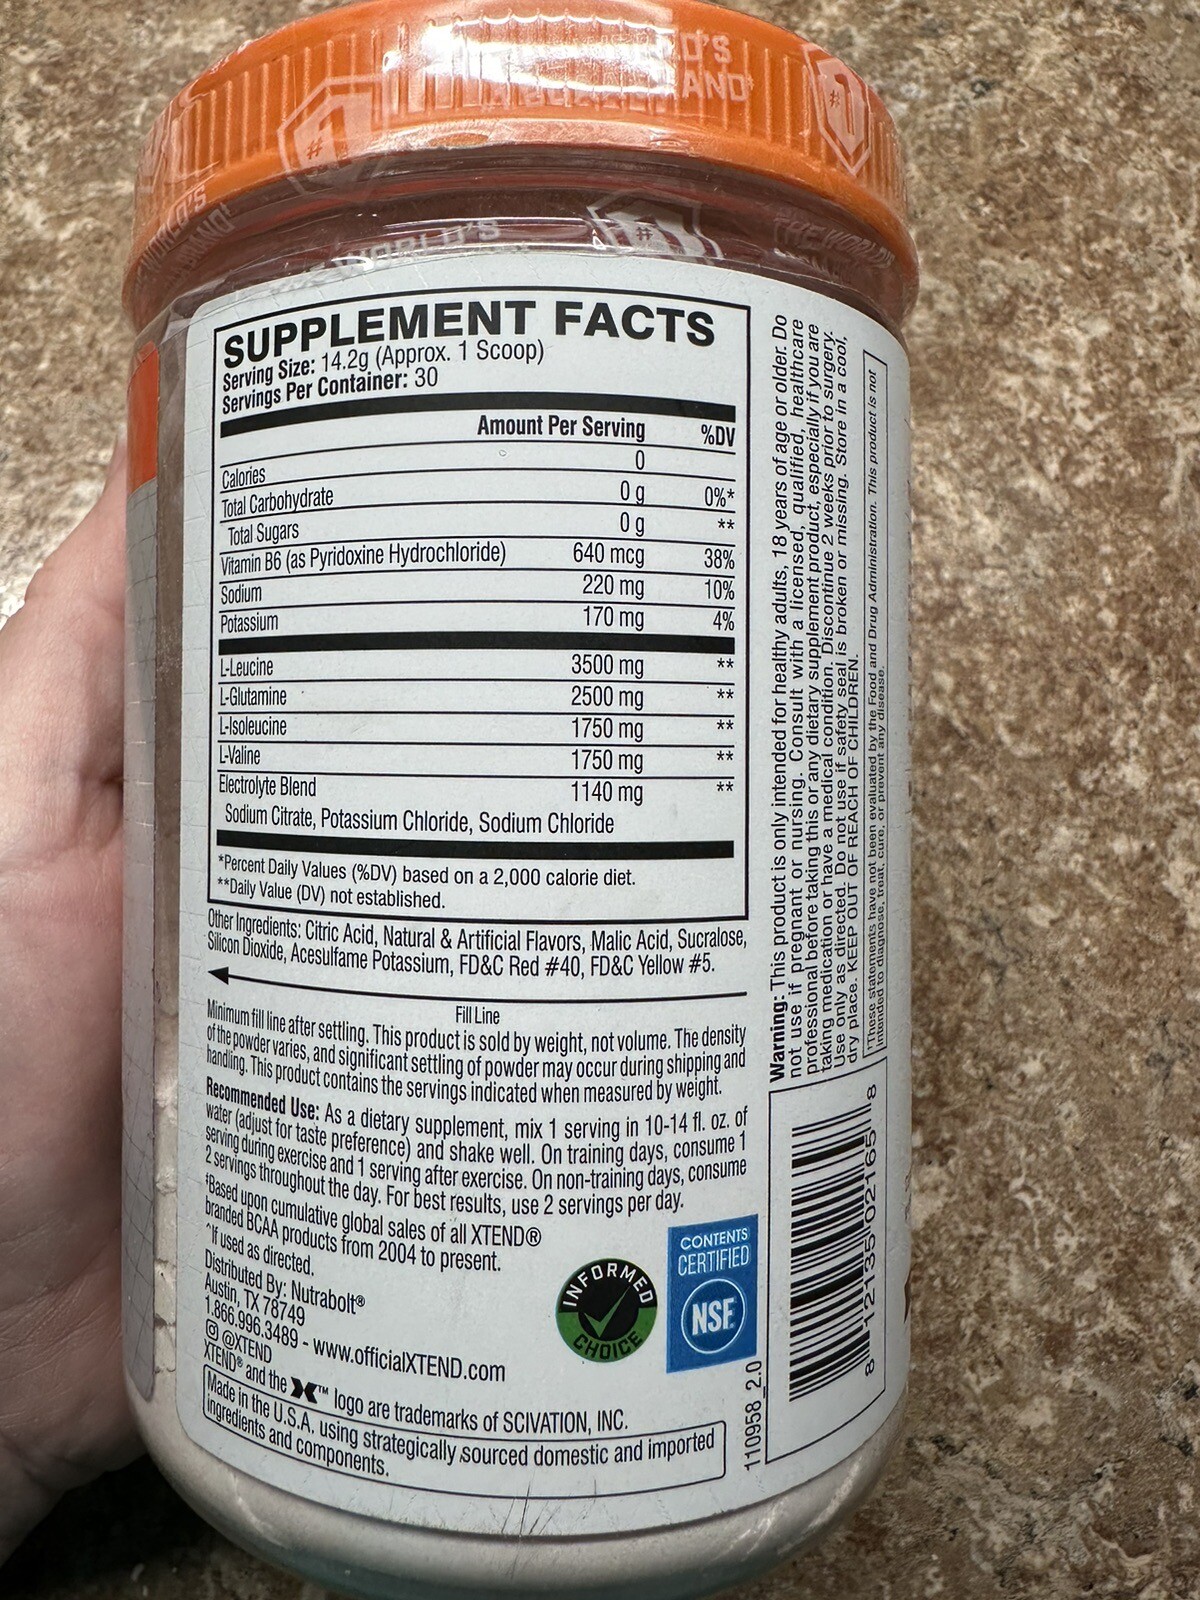 #1
SUPPLEMENT FACTS
Serving Size: 14.2g (Approx. 1 Scoop)
Servings Per Container: 30
Amount Per Serving %DV
Calories 0
Total Carbohydrate 0 g 0%*
Total Sugars 0 g **
Vitamin B6 (as Pyridoxine Hydrochloride) 640 mcg 38%
Sodium 220 mg 10%
Potassium 170 mg 4%
L-Leucine 3500 mg **
L-Glutamine 2500 mg **
L-Isoleucine 1750 mg **
L-Valine 1750 mg **
Electrolyte Blend 1140 mg **
Sodium Citrate, Potassium Chloride, Sodium Chloride
*Percent Daily Values (%DV) based on a 2,000 calorie diet.
**Daily Value (DV) not established.
Other Ingredients: Citric Acid, Natural & Artificial Flavors, Malic Acid, Sucralose,
Silicon Dioxide, Acesulfame Potassium, FD&C Red #40, FD&C Yellow #5.
Fill Line
Minimum fill line after settling. This product is sold by weight, not volume. The density
of the powder varies, and significant settling of powder may occur during shipping and
handling. This product contains the servings indicated when measured by weight.
Recommended Use: As a dietary supplement, mix 1 serving in 10-14 fl. oz. of
water (adjust for taste preference) and shake well. On training days, consume 1
serving during exercise and 1 serving after exercise. On non-training days, consume
2 servings throughout the day. For best results, use 2 servings per day.
‡Based upon cumulative global sales of all XTEND®
branded BCAA products from 2004 to present.
^If used as directed.
Distributed By: Nutrabolt®
Austin, TX 78749
1.866.996.3489 - www.officialXTEND.com
@XTEND
XTEND® and the X™ logo are trademarks of SCIVATION, INC.
Made in the U.S.A. using strategically sourced domestic and imported
ingredients and components.
INFORMED
CHOICE
CONTENTS
CERTIFIED
NSF
110958_2.0
Warning: This product is only intended for healthy adults, 18 years of age or older. Do
not use if pregnant or nursing. Consult with a licensed, qualified, healthcare
professional before taking this or any dietary supplement product, especially if you are
taking medication or have a medical condition. Discontinue 2 weeks prior to surgery.
Use only as directed. Do not use if safety seal is broken or missing. Store in a cool,
dry place. KEEP OUT OF REACH OF CHILDREN.
†These statements have not been evaluated by the Food and Drug Administration. This product is not
intended to diagnose, treat, cure, or prevent any disease.
8 12135 02165 8